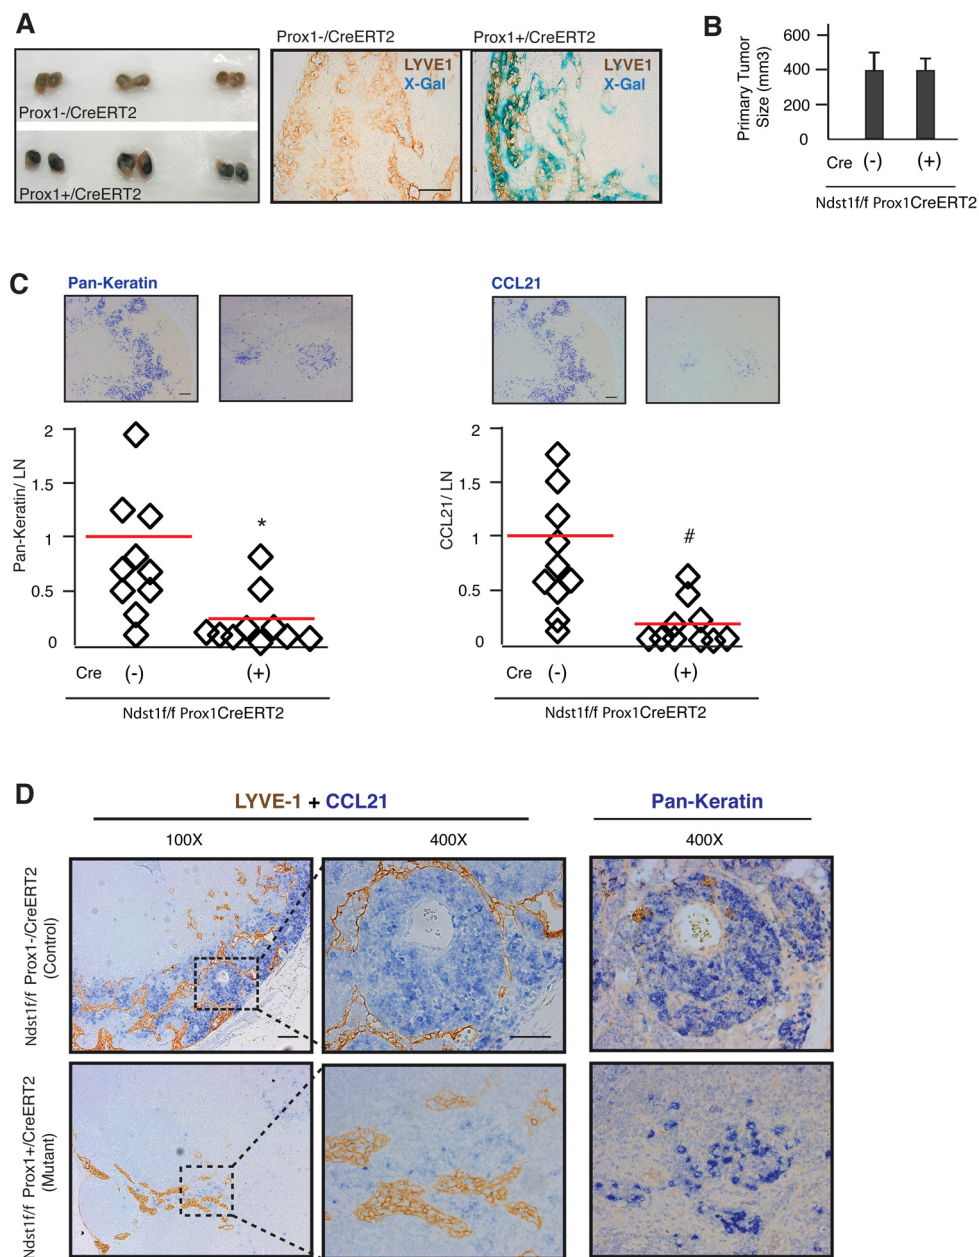 A
Prox1-/CreERT2
Prox1+/CreERT2
Prox1-/CreERT2
LYVE1
X-Gal
Prox1+/CreERT2
LYVE1
X-Gal
B
Primary Tumor
Size (mm3)
600
400
200
0
Cre (-) (+)
Ndst1f/f Prox1CreERT2
C
Pan-Keratin
Pan-Keratin/ LN
2
1.5
1
0.5
0
*
Cre (-) (+)
Ndst1f/f Prox1CreERT2
CCL21
CCL21/ LN
2
1.5
1
0.5
0
#
Cre (-) (+)
Ndst1f/f Prox1CreERT2
D
LYVE-1 + CCL21
Pan-Keratin
100X
400X
400X
Ndst1f/f Prox1-/CreERT2
(Control)
Ndst1f/f Prox1+/CreERT2
(Mutant)